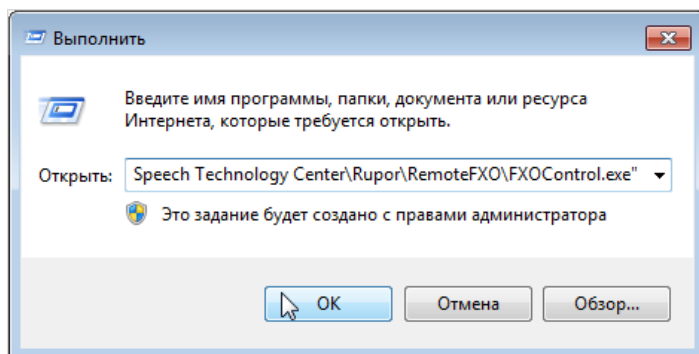 Выполнить
Введите имя программы, папки, документа или ресурса
Интернета, которые требуется открыть.
Открыть: Speech Technology Center\Rupor\RemoteFXO\FXOControl.exe"
Это задание будет создано с правами администратора
ОК Отмена Обзор...